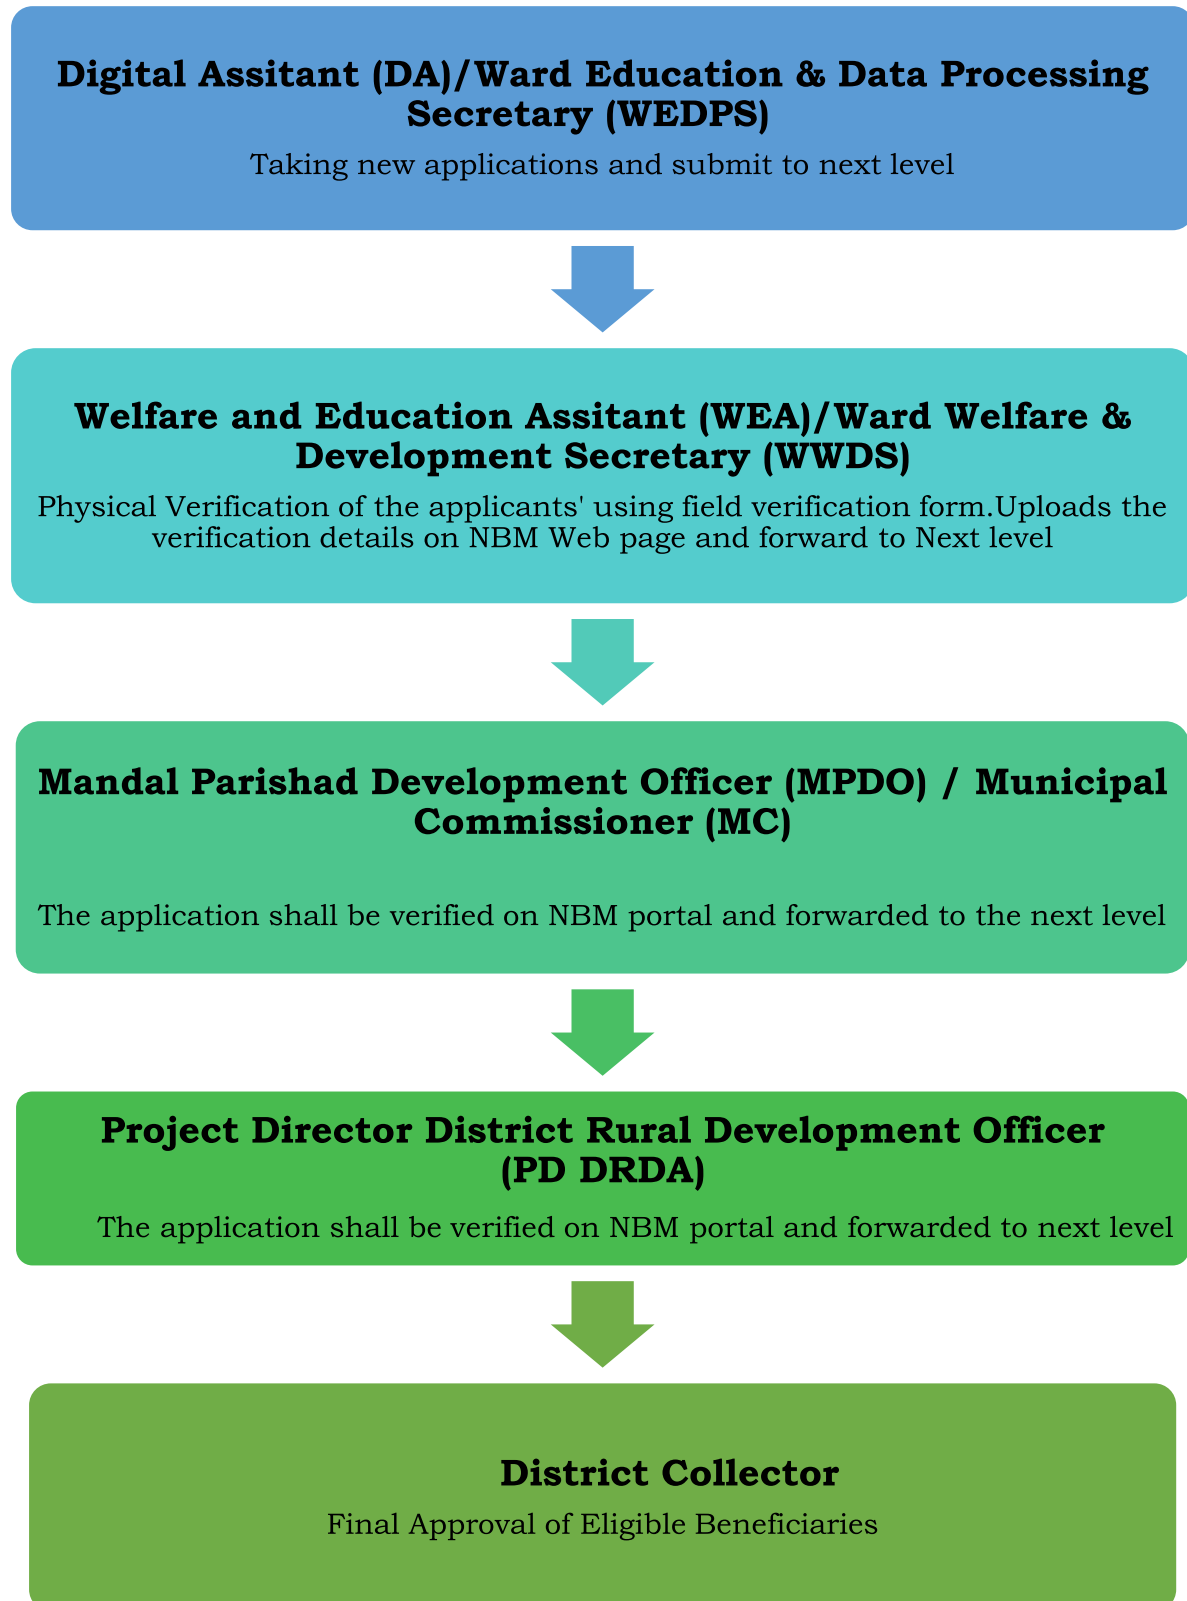 Digital Assitant (DA)/Ward Education & Data Processing
Secretary (WEDPS)
Taking new applications and submit to next level
Welfare and Education Assitant (WEA)/Ward Welfare &
Development Secretary (WWDS)
Physical Verification of the applicants' using field verification form.Uploads the
verification details on NBM Web page and forward to Next level
Mandal Parishad Development Officer (MPDO) / Municipal
Commissioner (MC)
The application shall be verified on NBM portal and forwarded to the next level
Project Director District Rural Development Officer
(PD DRDA)
The application shall be verified on NBM portal and forwarded to next level
District Collector
Final Approval of Eligible Beneficiaries